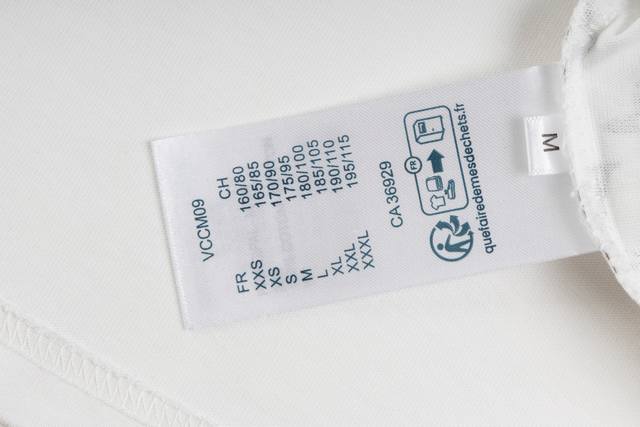 VCCM09
FR CH
XXS 160/80
XS 165/85
S 170/90
M 175/95
L 180/100
XL 185/105
XXL 190/110
XXXL 195/115
CA 36929
FR
quefairedemesdechets.fr
M